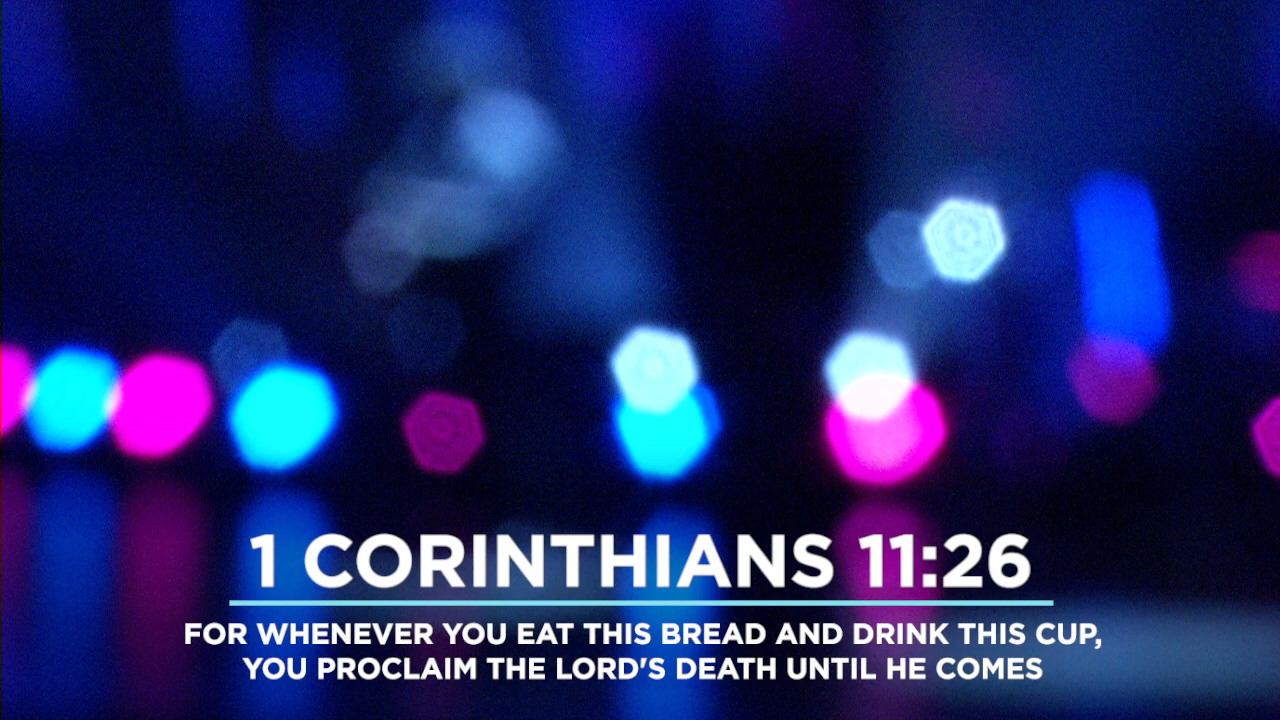 1 CORINTHIANS 11:26
FOR WHENEVER YOU EAT THIS BREAD AND DRINK THIS CUP,
YOU PROCLAIM THE LORD'S DEATH UNTIL HE COMES